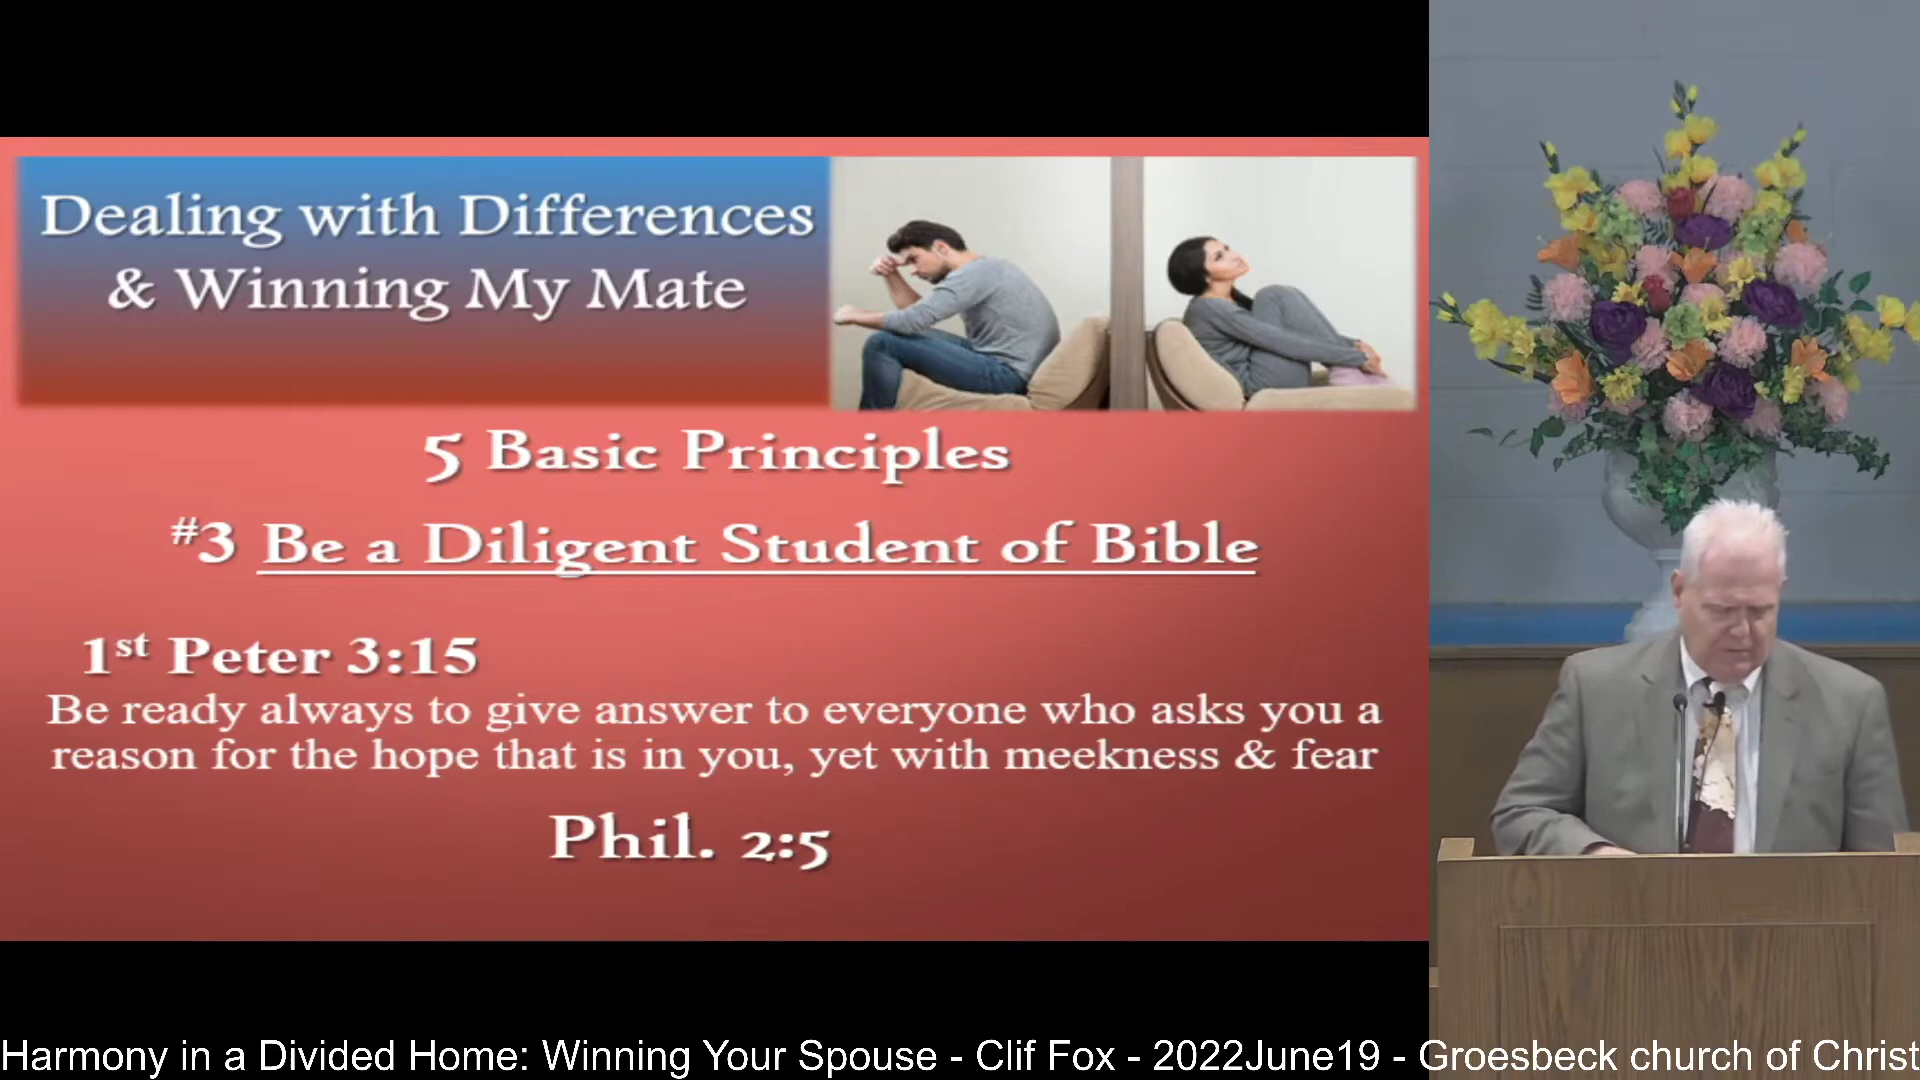 Dealing with Differences
& Winning My Mate
5 Basic Principles
#3 Be a Diligent Student of Bible
1st Peter 3:15
Be ready always to give answer to everyone who asks you a
reason for the hope that is in you, yet with meekness & fear
Phil. 2:5
Harmony in a Divided Home: Winning Your Spouse - Clif Fox - 2022June19 - Groesbeck church of Christ